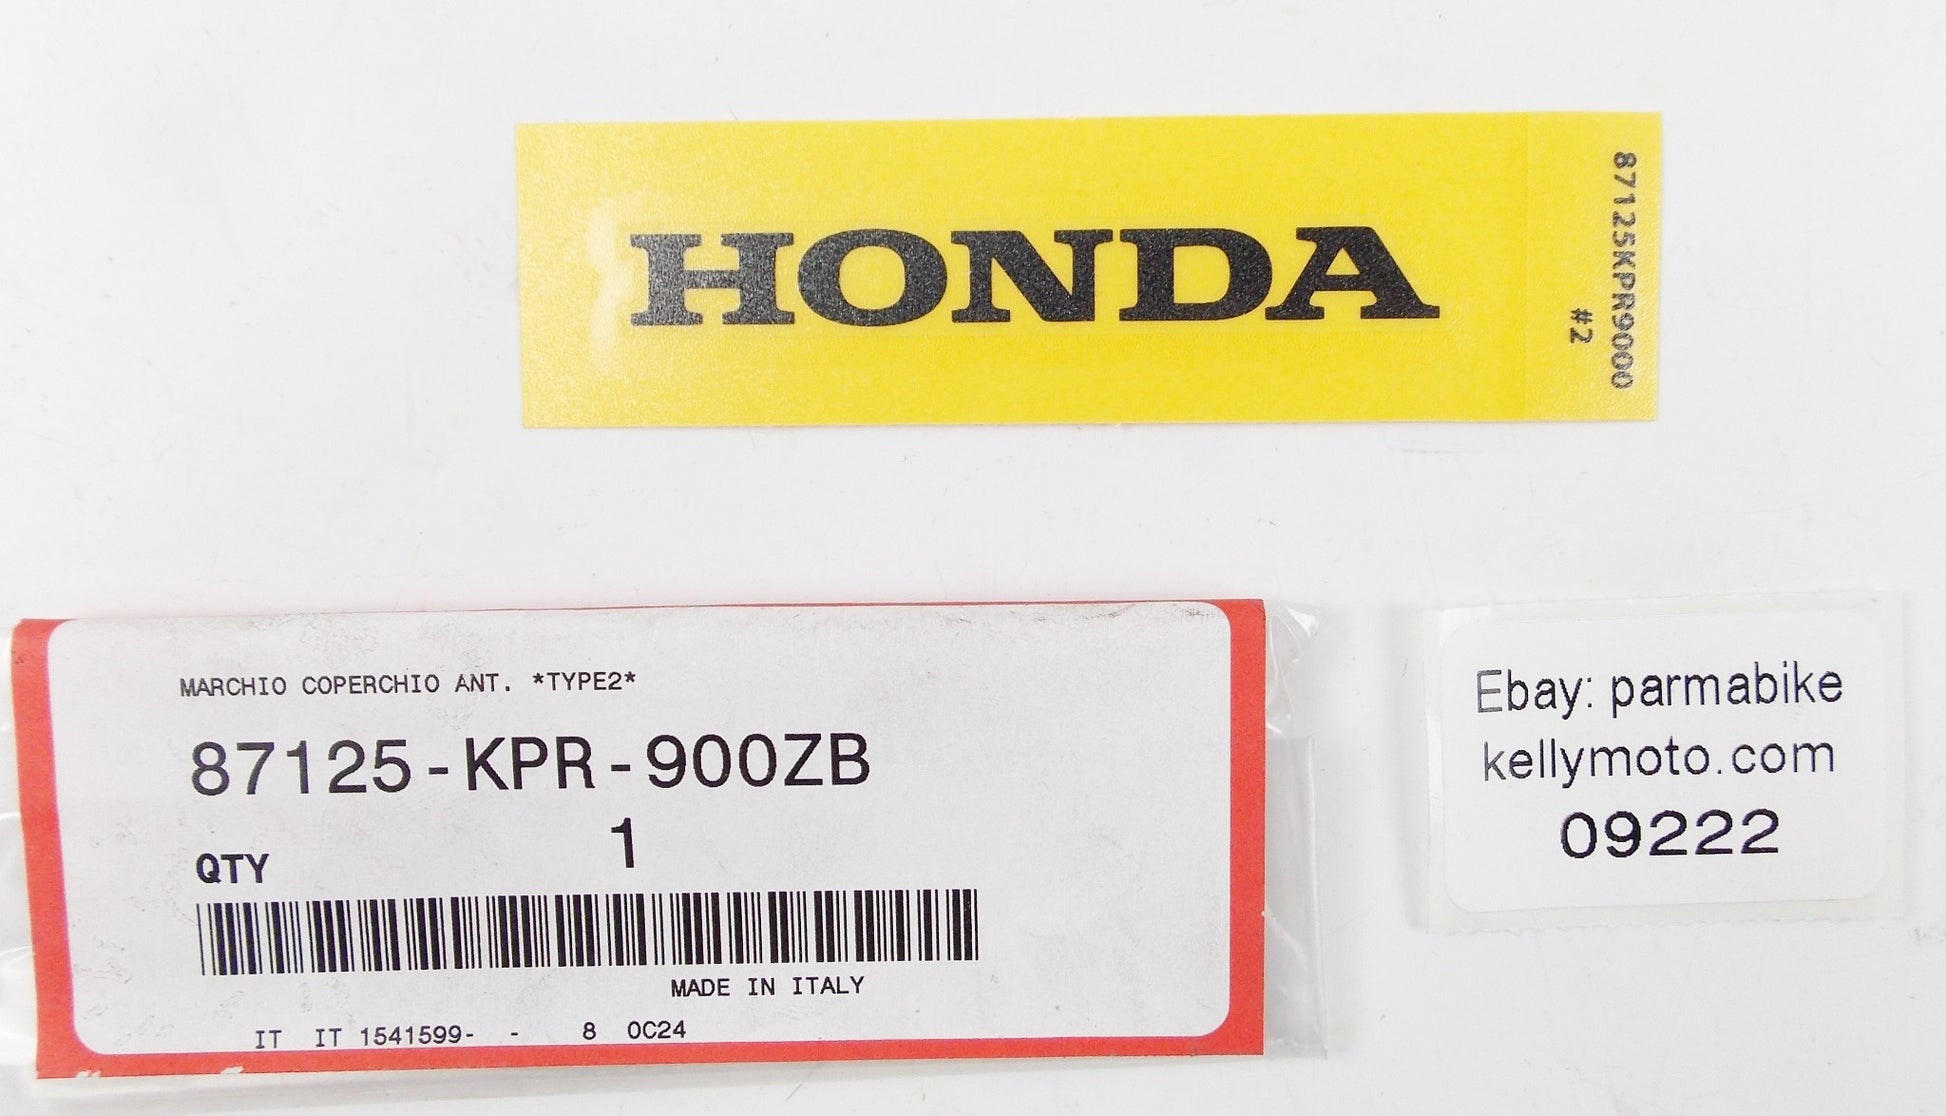 HONDA
87125KPR9000
#2
MARCHIO COPERCHIO ANT. *TYPE2*
87125-KPR-900ZB
QTY 1
MADE IN ITALY
IT IT 1541599- - 8 0C24
Ebay: parmabike
kellymoto.com
09222